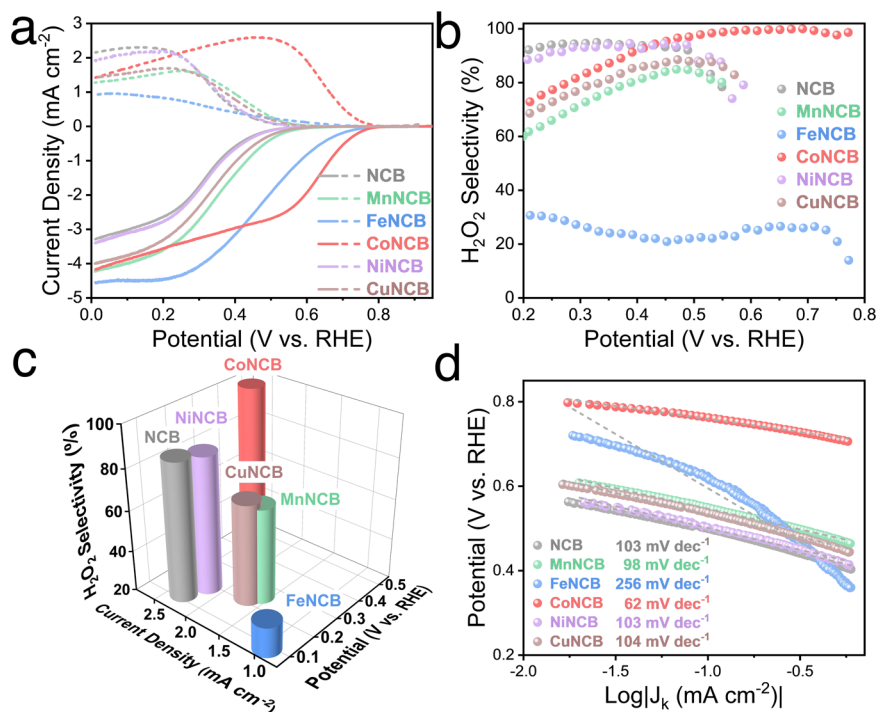 a
Current Density (mA cm⁻²)
3
2
1
0
-1
-2
-3
-4
-5
0.0 0.2 0.4 0.6 0.8
Potential (V vs. RHE)
NCB
MnNCB
FeNCB
CoNCB
NiNCB
CuNCB
b
H₂O₂ Selectivity (%)
100
80
60
40
20
0
0.2 0.3 0.4 0.5 0.6 0.7 0.8
Potential (V vs. RHE)
NCB
MnNCB
FeNCB
CoNCB
NiNCB
CuNCB
c
H₂O₂ Selectivity (%)
100
80
60
40
20
2.5
2.0
1.5
1.0
Current Density (mA cm⁻²)
0.1
0.2
0.3
0.4
0.5
Potential (V vs. RHE)
CoNCB
NiNCB
NCB
CuNCB
MnNCB
FeNCB
d
Potential (V vs. RHE)
0.8
0.6
0.4
0.2
-2.0 -1.5 -1.0 -0.5
Log|Jₖ (mA cm⁻²)|
NCB 103 mV dec⁻¹
MnNCB 98 mV dec⁻¹
FeNCB 256 mV dec⁻¹
CoNCB 62 mV dec⁻¹
NiNCB 103 mV dec⁻¹
CuNCB 104 mV dec⁻¹